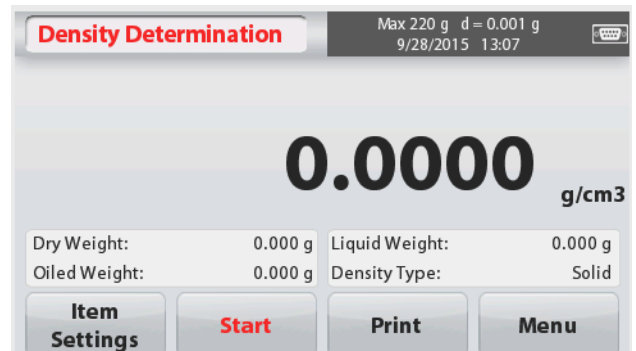 Density Determination
Max 220 g d = 0.001 g
9/28/2015 13:07
0.0000
g/cm3
Dry Weight: 0.000 g Liquid Weight: 0.000 g
Oiled Weight: 0.000 g Density Type: Solid
Item
Settings
Start
Print
Menu